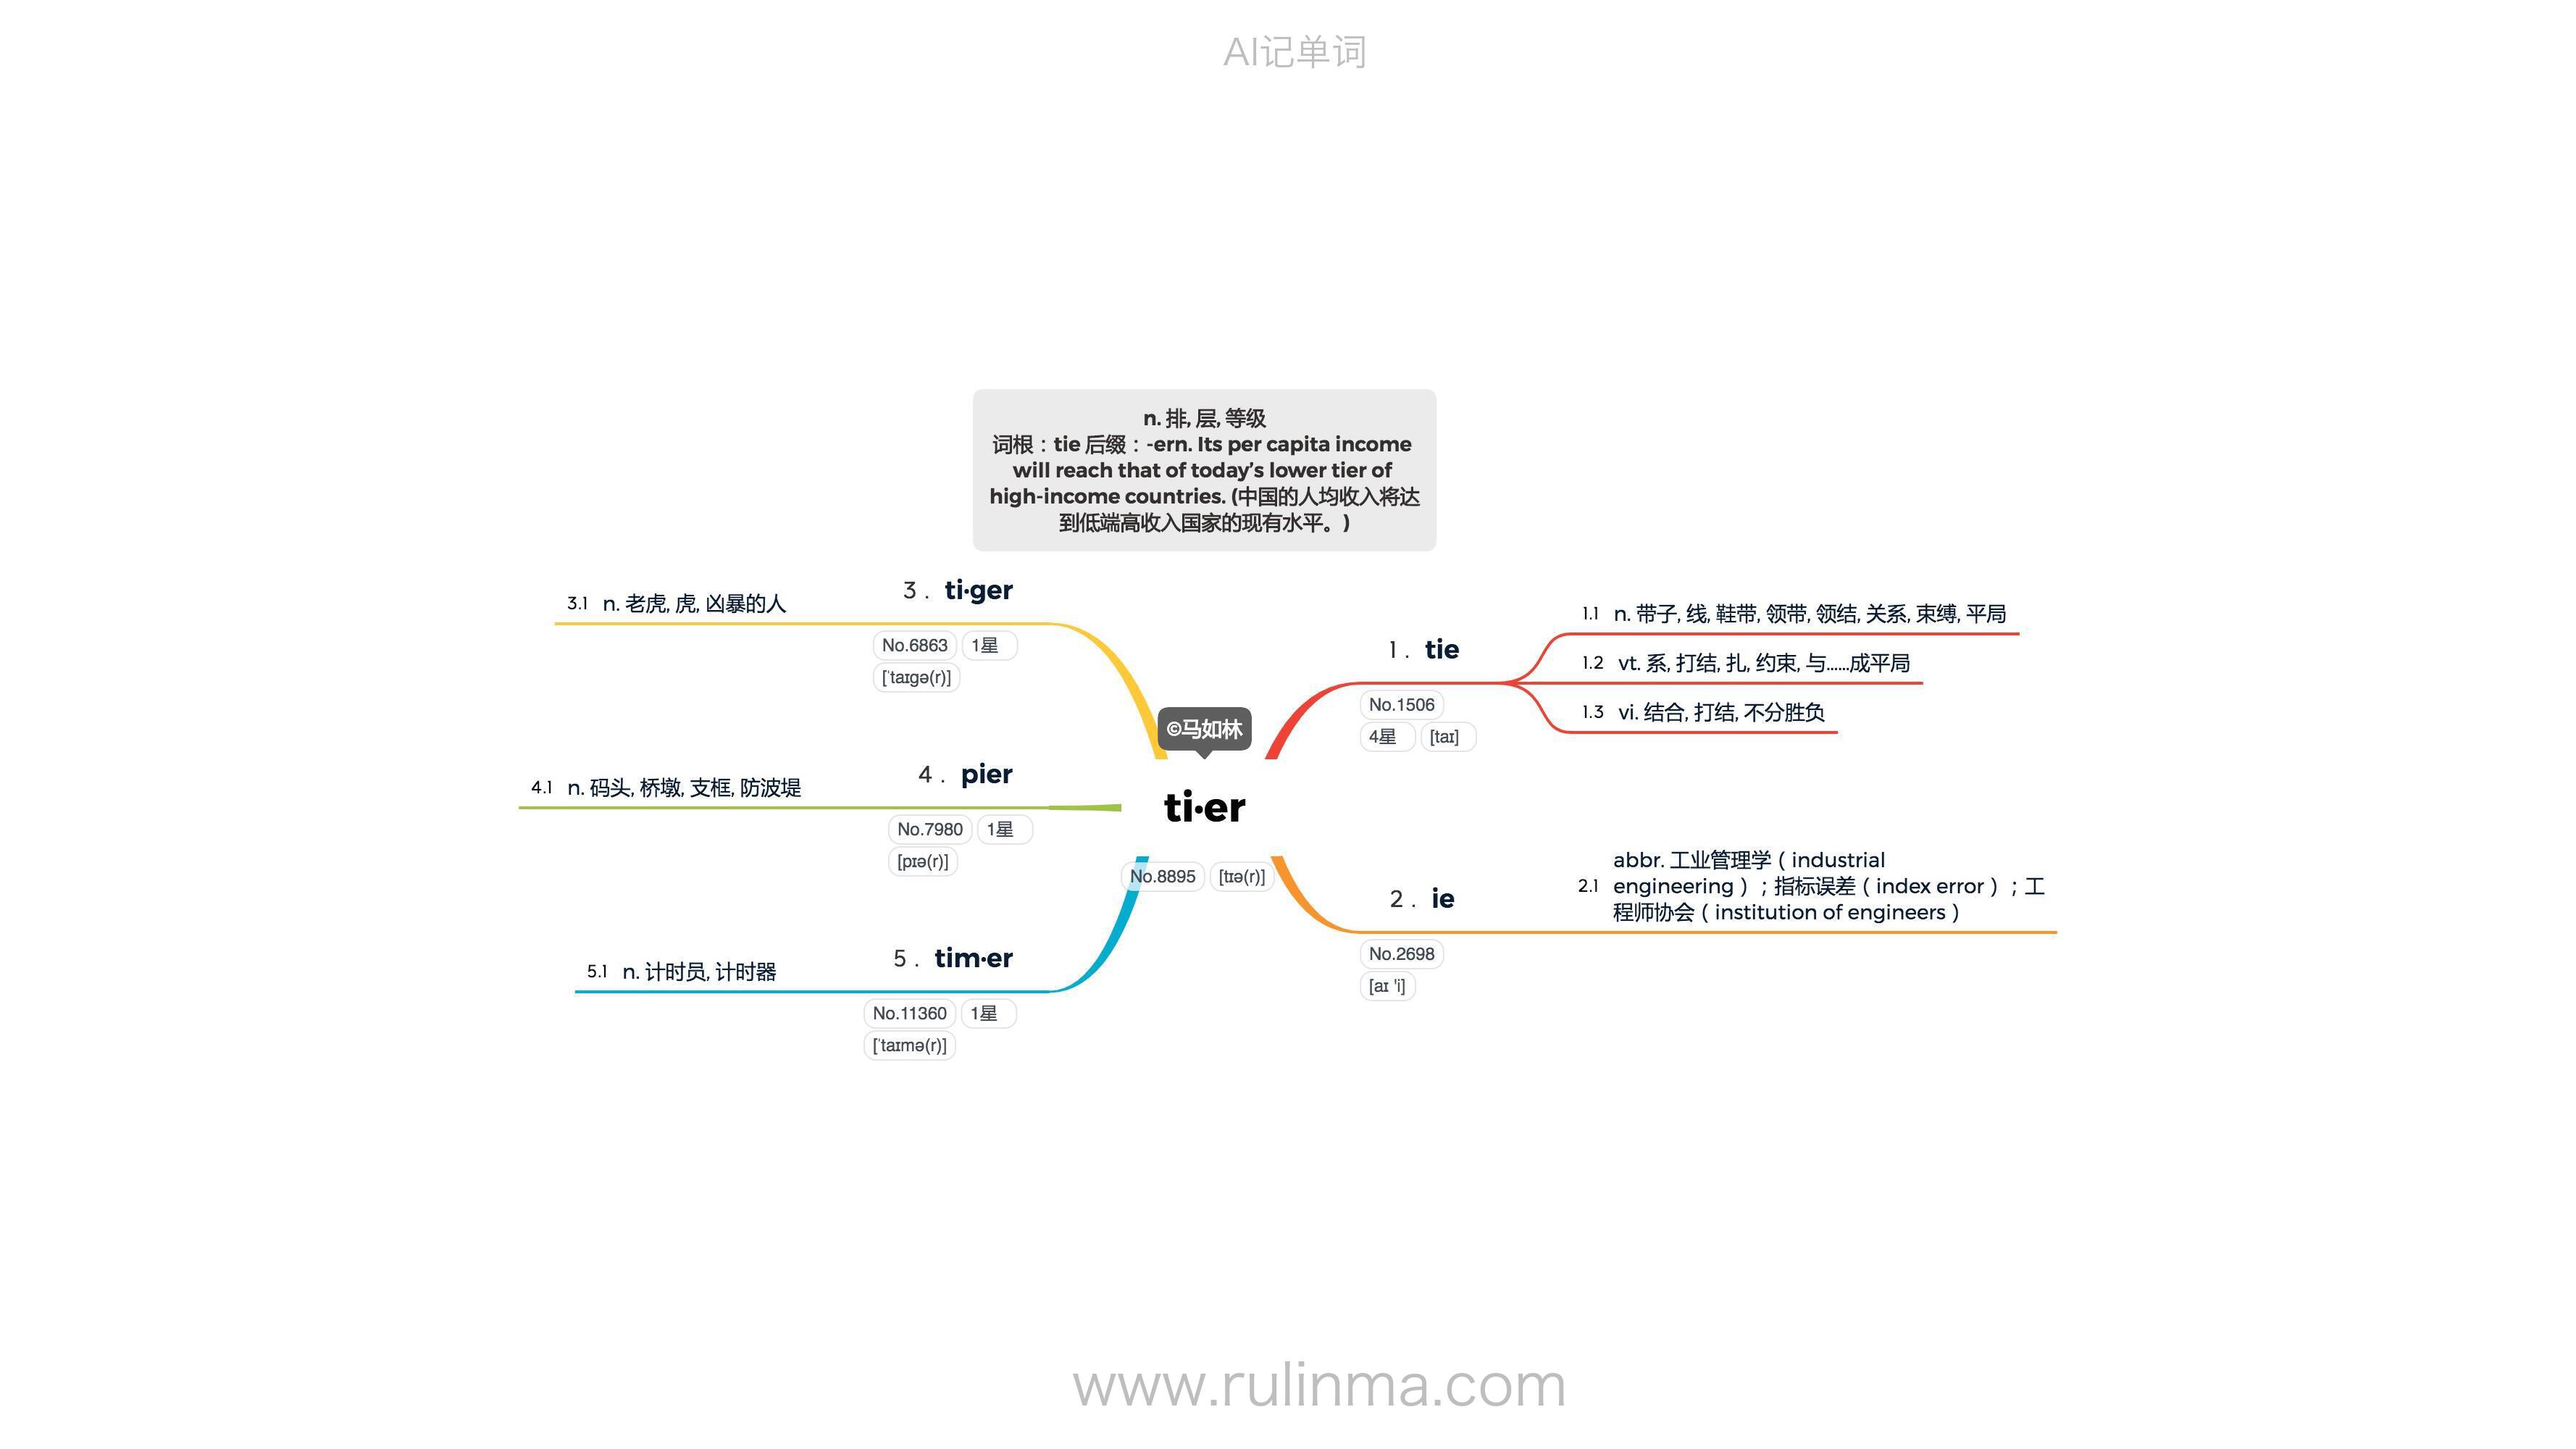 AI记单词
n. 排, 层, 等级
词根：tie 后缀：-ern. Its per capita income
will reach that of today’s lower tier of
high-income countries. (中国的人均收入将达
到低端高收入国家的现有水平。)
©马如林
ti·er
No.8895 [tɪə(r)]
1 . tie
No.1506
4星 [taɪ]
1.1 n. 带子, 线, 鞋带, 领带, 领结, 关系, 束缚, 平局
1.2 vt. 系, 打结, 扎, 约束, 与……成平局
1.3 vi. 结合, 打结, 不分胜负
2 . ie
No.2698
[aɪ 'i]
2.1 abbr. 工业管理学（industrial
engineering）；指标误差（index error）；工
程师协会（institution of engineers）
3 . ti·ger
No.6863 1星
['taɪgə(r)]
3.1 n. 老虎, 虎, 凶暴的人
4 . pier
No.7980 1星
[pɪə(r)]
4.1 n. 码头, 桥墩, 支框, 防波堤
5 . tim·er
No.11360 1星
['taɪmə(r)]
5.1 n. 计时员, 计时器
www.rulinma.com